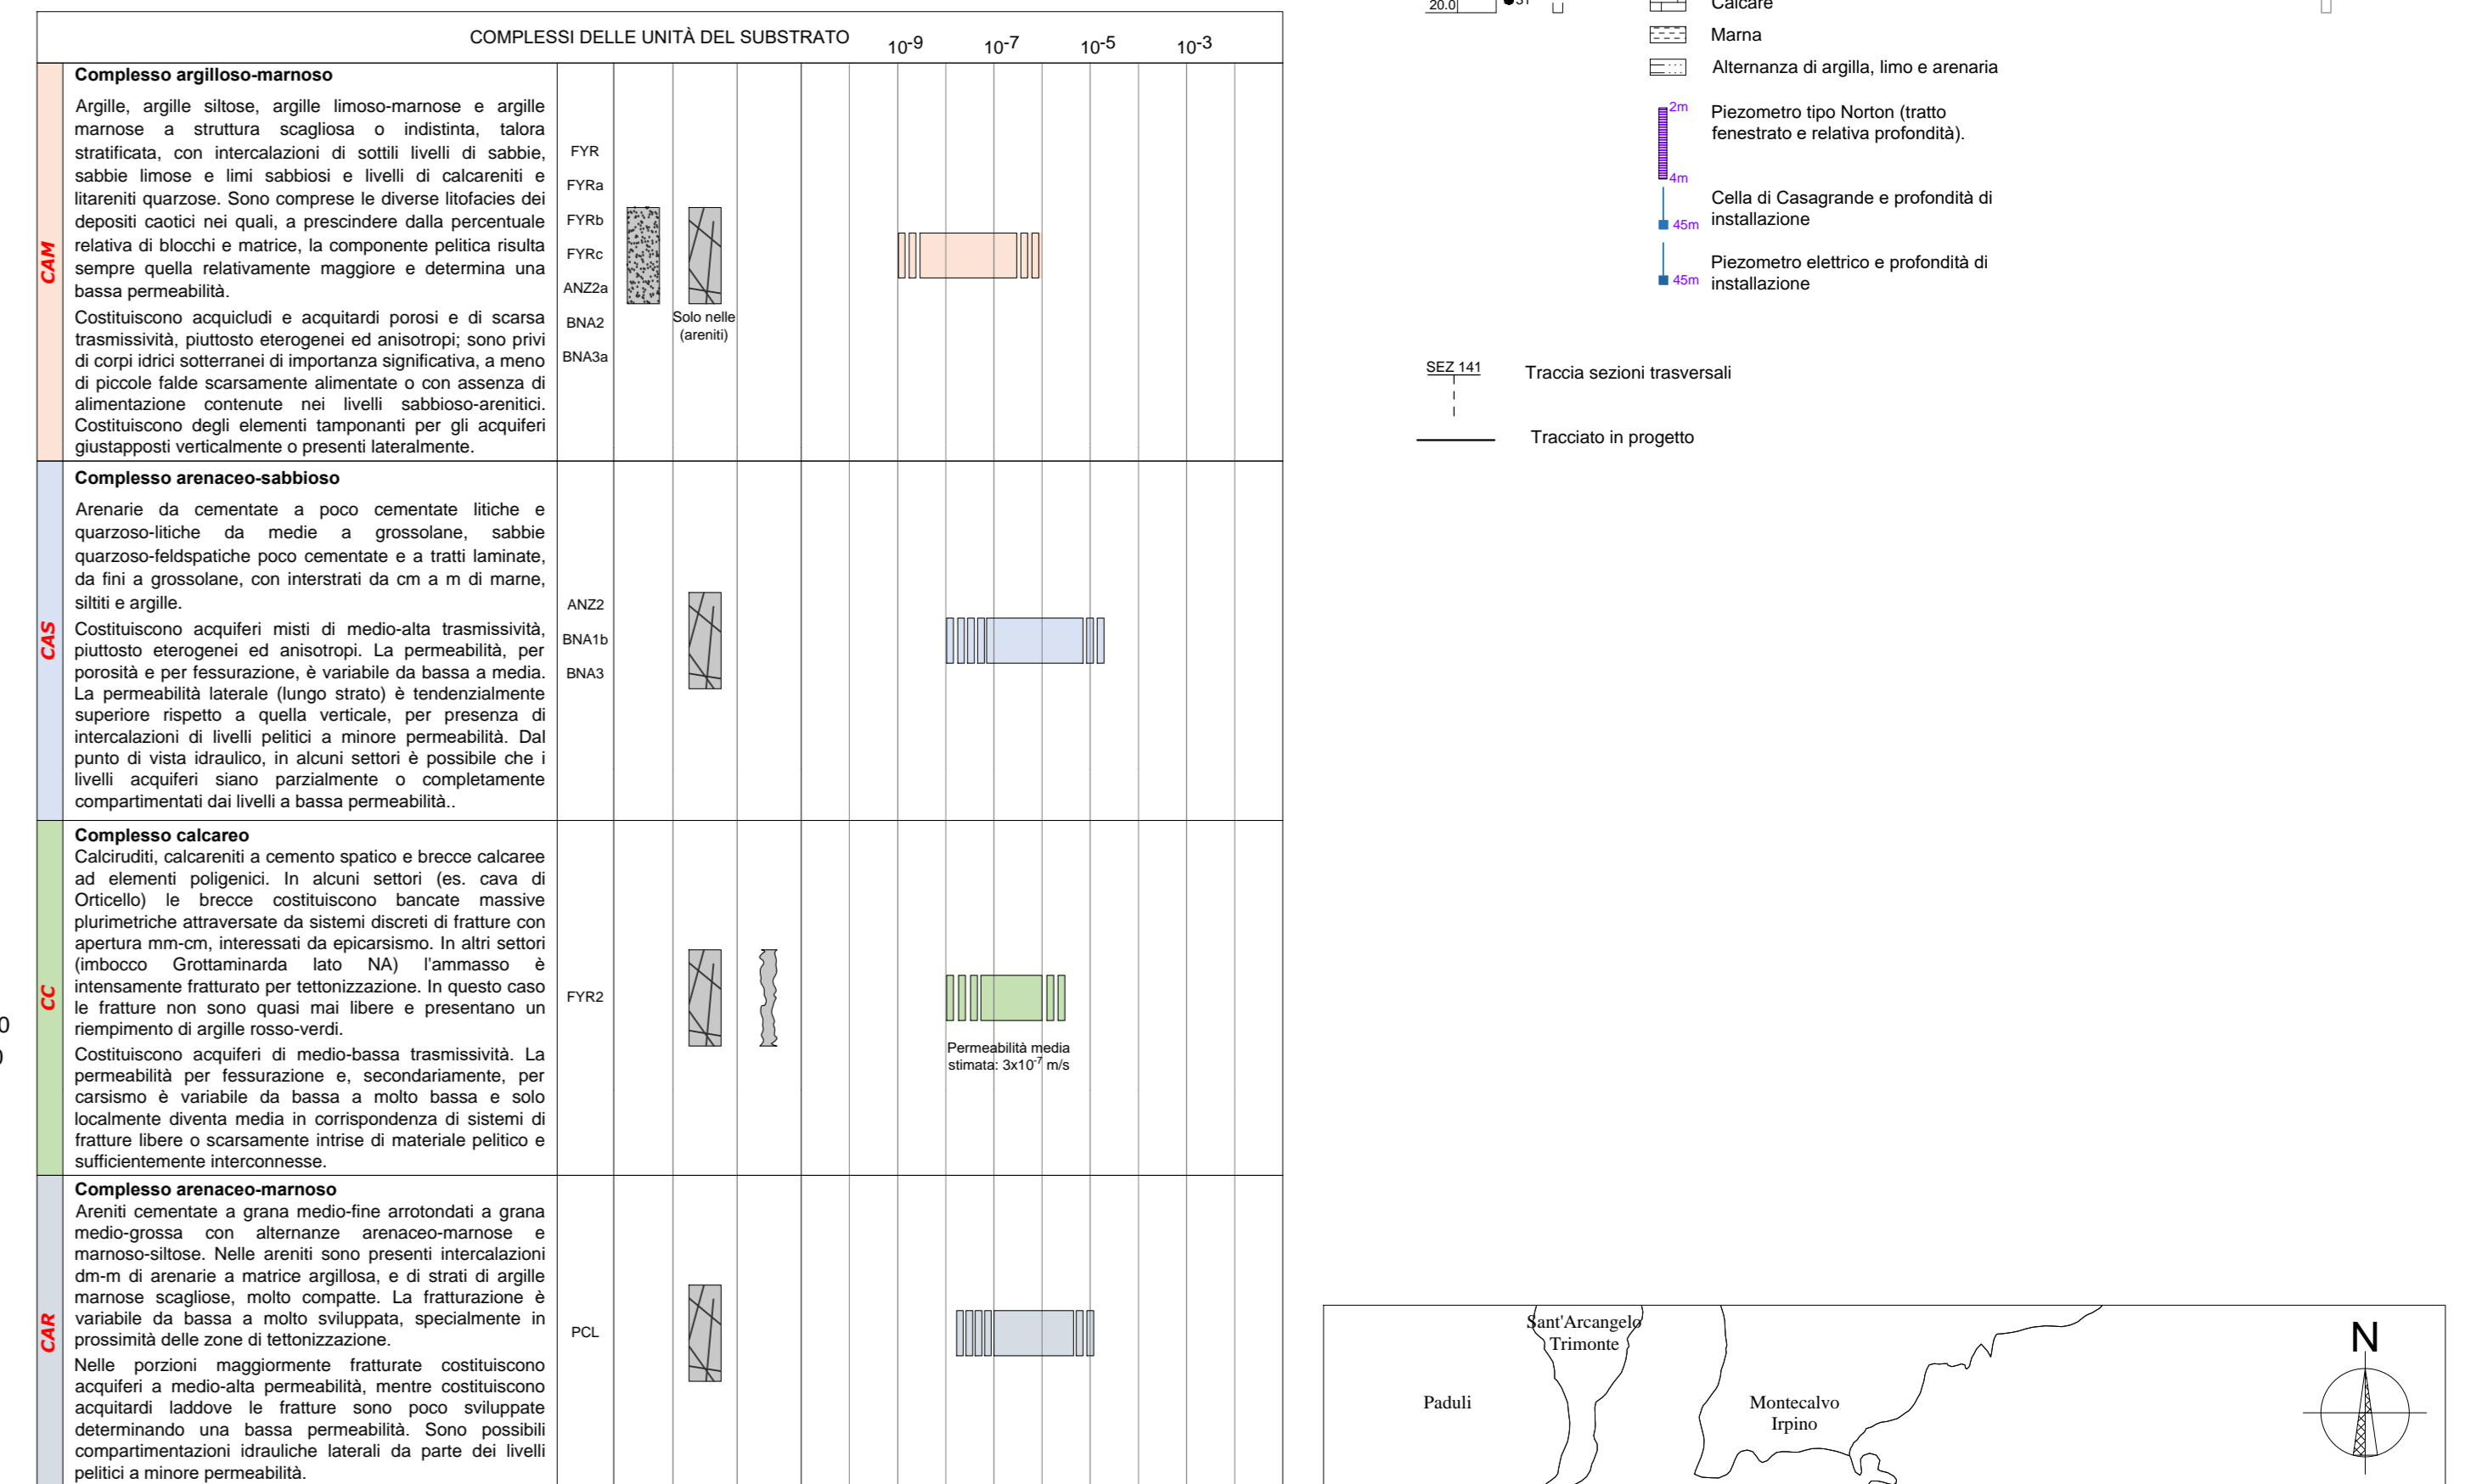 COMPLESSI DELLE UNITÀ DEL SUBSTRATO 10-9 10-7 10-5 10-3
CAM
Complesso argilloso-marnoso
Argille, argille siltose, argille limoso-marnose e argille
marnose a struttura scagliosa o indistinta, talora
stratificata, con intercalazioni di sottili livelli di sabbie,
sabbie limose e limi sabbiosi e livelli di calcareniti e
litareniti quarzose. Sono comprese le diverse litofacies dei
depositi caotici nei quali, a prescindere dalla percentuale
relativa di blocchi e matrice, la componente pelitica risulta
sempre quella relativamente maggiore e determina una
bassa permeabilità.
Costituiscono acquicludi e acquitardi porosi e di scarsa
trasmissività, piuttosto eterogenei ed anisotropi; sono privi
di corpi idrici sotterranei di importanza significativa, a meno
di piccole falde scarsamente alimentate o con assenza di
alimentazione contenute nei livelli sabbioso-arenitici.
Costituiscono degli elementi tamponanti per gli acquiferi
giustapposti verticalmente o presenti lateralmente.
FYR
FYRa
FYRb
FYRc
ANZ2a
BNA2
BNA3a
Solo nelle
(areniti)
CAS
Complesso arenaceo-sabbioso
Arenarie da cementate a poco cementate litiche e
quarzoso-litiche da medie a grossolane, sabbie
quarzoso-feldspatiche poco cementate e a tratti laminate,
da fini a grossolane, con interstrati da cm a m di marne,
siltiti e argille.
Costituiscono acquiferi misti di medio-alta trasmissività,
piuttosto eterogenei ed anisotropi. La permeabilità, per
porosità e per fessurazione, è variabile da bassa a media.
La permeabilità laterale (lungo strato) è tendenzialmente
superiore rispetto a quella verticale, per presenza di
intercalazioni di livelli pelitici a minore permeabilità. Dal
punto di vista idraulico, in alcuni settori è possibile che i
livelli acquiferi siano parzialmente o completamente
compartimentati dai livelli a bassa permeabilità..
ANZ2
BNA1b
BNA3
CC
Complesso calcareo
Calciruditi, calcareniti a cemento spatico e brecce calcaree
ad elementi poligenici. In alcuni settori (es. cava di
Orticello) le brecce costituiscono bancate massive
plurimetriche attraversate da sistemi discreti di fratture con
apertura mm-cm, interessati da epicarsismo. In altri settori
(imbocco Grottaminarda lato NA) l'ammasso è
intensamente fratturato per tettonizzazione. In questo caso
le fratture non sono quasi mai libere e presentano un
riempimento di argille rosso-verdi.
Costituiscono acquiferi di medio-bassa trasmissività. La
permeabilità per fessurazione e, secondariamente, per
carsismo è variabile da bassa a molto bassa e solo
localmente diventa media in corrispondenza di sistemi di
fratture libere o scarsamente intrise di materiale pelitico e
sufficientemente interconnesse.
FYR2
Permeabilità media
stimata: 3x10-7 m/s
CAR
Complesso arenaceo-marnoso
Areniti cementate a grana medio-fine arrotondati a grana
medio-grossa con alternanze arenaceo-marnose e
marnoso-siltose. Nelle areniti sono presenti intercalazioni
dm-m di arenarie a matrice argillosa, e di strati di argille
marnose scagliose, molto compatte. La fratturazione è
variabile da bassa a molto sviluppata, specialmente in
prossimità delle zone di tettonizzazione.
Nelle porzioni maggiormente fratturate costituiscono
acquiferi a medio-alta permeabilità, mentre costituiscono
acquitardi laddove le fratture sono poco sviluppate
determinando una bassa permeabilità. Sono possibili
compartimentazioni idrauliche laterali da parte dei livelli
pelitici a minore permeabilità.
PCL
20.0
Calcare
Marna
Alternanza di argilla, limo e arenaria
2m
4m
Piezometro tipo Norton (tratto
fenestrato e relativa profondità).
45m
Cella di Casagrande e profondità di
installazione
45m
Piezometro elettrico e profondità di
installazione
SEZ 141
Traccia sezioni trasversali
Tracciato in progetto
Sant'Arcangelo
Trimonte
Paduli
Montecalvo
Irpino
N